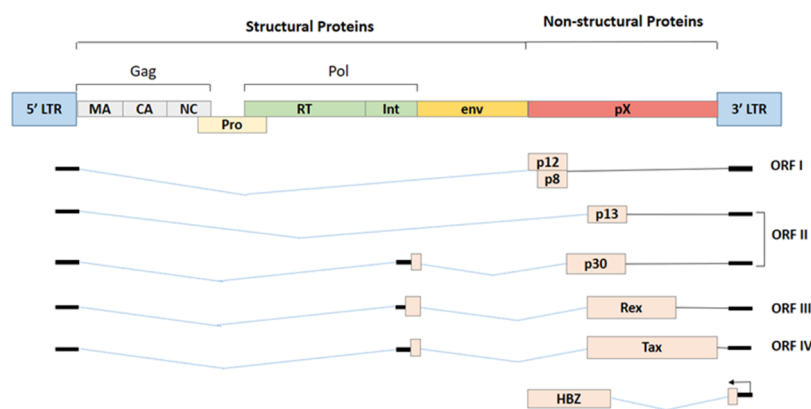 Structural Proteins
Non-structural Proteins
Gag
Pol
5' LTR
MA
CA
NC
RT
Int
env
pX
3' LTR
Pro
p12
ORF I
p8
p13
ORF II
p30
Rex
ORF III
Tax
ORF IV
HBZ